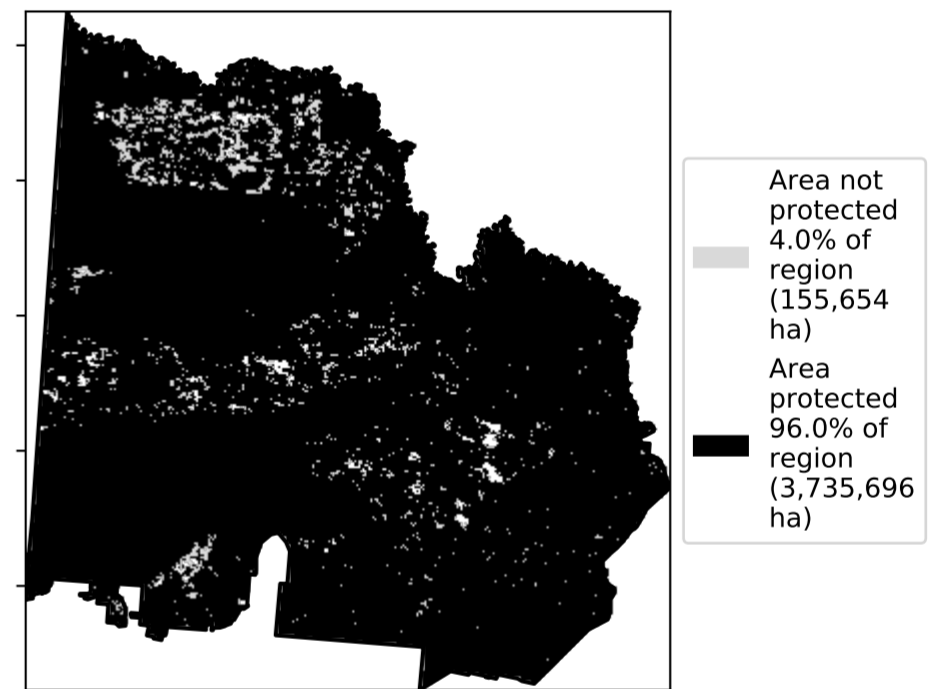 Area not
protected
4.0% of
region
(155,654
ha)
Area
protected
96.0% of
region
(3,735,696
ha)